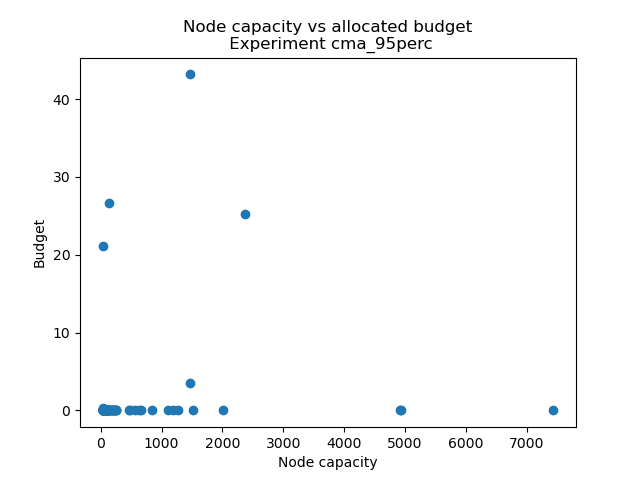 Node capacity vs allocated budget
Experiment cma_95perc
40
30
20
10
0
Budget
0 1000 2000 3000 4000 5000 6000 7000
Node capacity